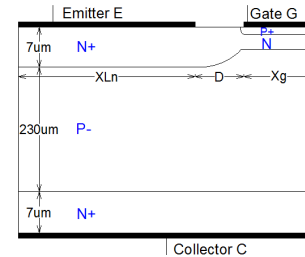 Emitter E
Gate G
7um
N+
P+
N
XLn
D
Xg
230um
P-
7um
N+
Collector C